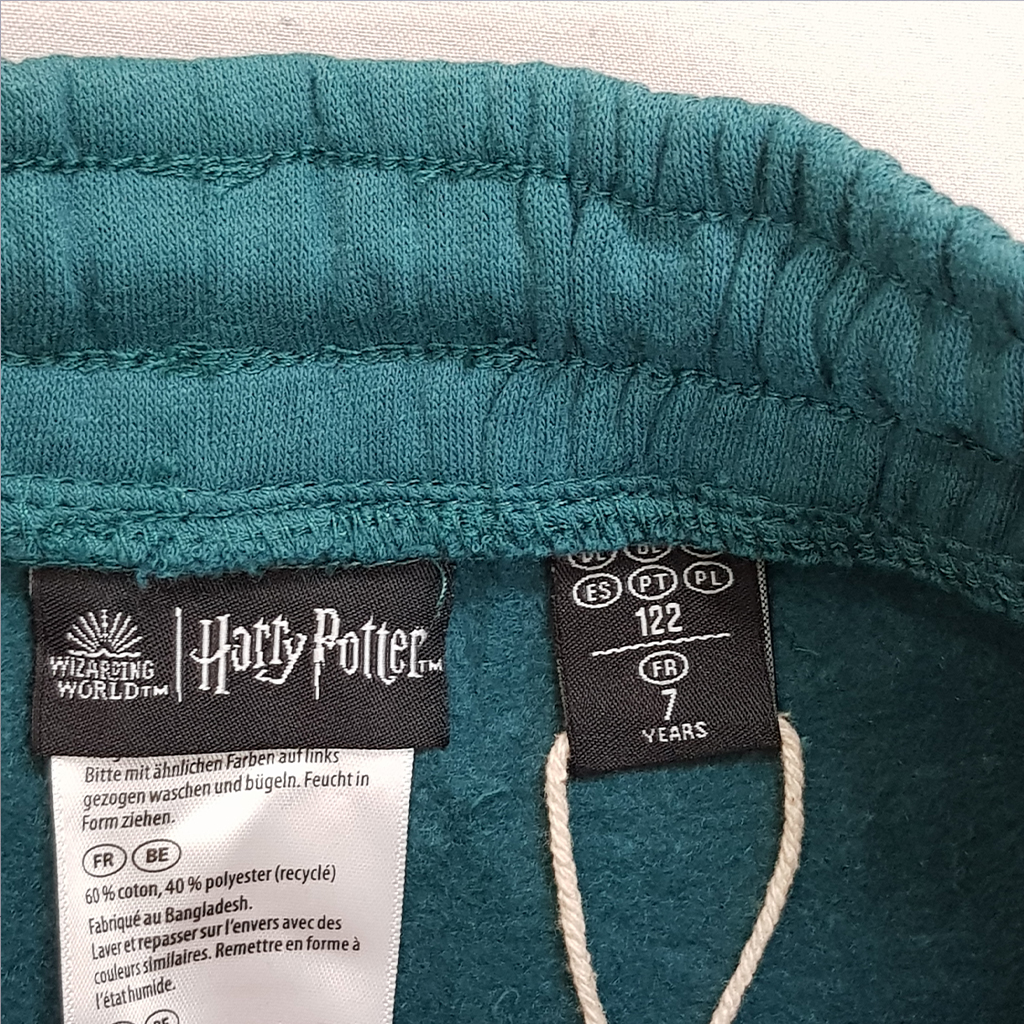 WIZARDING
WORLD™
Harry Potter™
ES PT PL
122
FR
7
YEARS
Bitte mit ähnlichen Farben auf links
gezogen waschen und bügeln. Feucht in
Form ziehen.
FR BE
60 % coton, 40 % polyester (recyclé)
Fabriqué au Bangladesh.
Laver et repasser sur l'envers avec des
couleurs similaires. Remettre en forme à
l'état humide.